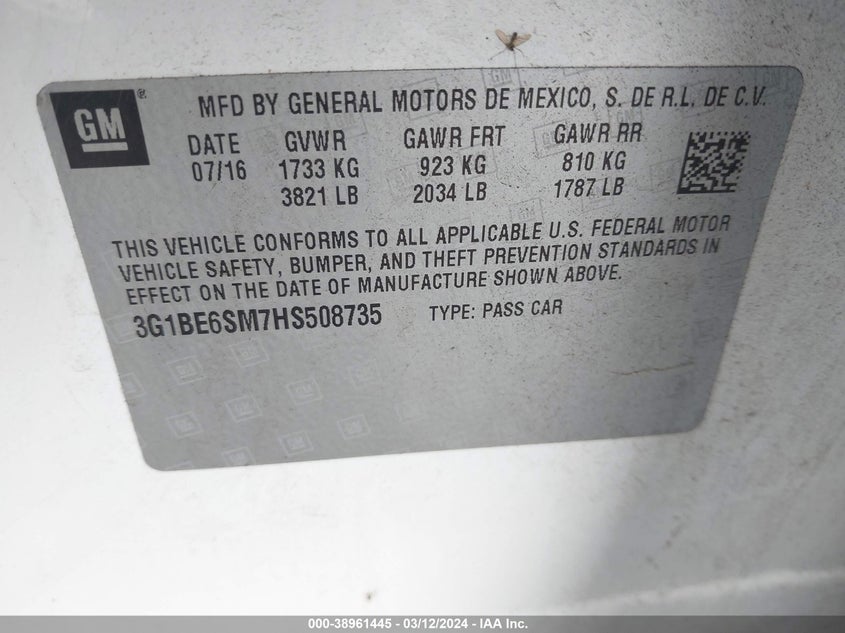 GM ®
MFD BY GENERAL MOTORS DE MEXICO, S. DE R.L. DE C.V.
DATE GVWR GAWR FRT GAWR RR
07/16 1733 KG 923 KG 810 KG
3821 LB 2034 LB 1787 LB
THIS VEHICLE CONFORMS TO ALL APPLICABLE U.S. FEDERAL MOTOR
VEHICLE SAFETY, BUMPER, AND THEFT PREVENTION STANDARDS IN
EFFECT ON THE DATE OF MANUFACTURE SHOWN ABOVE.
3G1BE6SM7HS508735 TYPE: PASS CAR
000-38961445 - 03/12/2024 - IAA Inc.